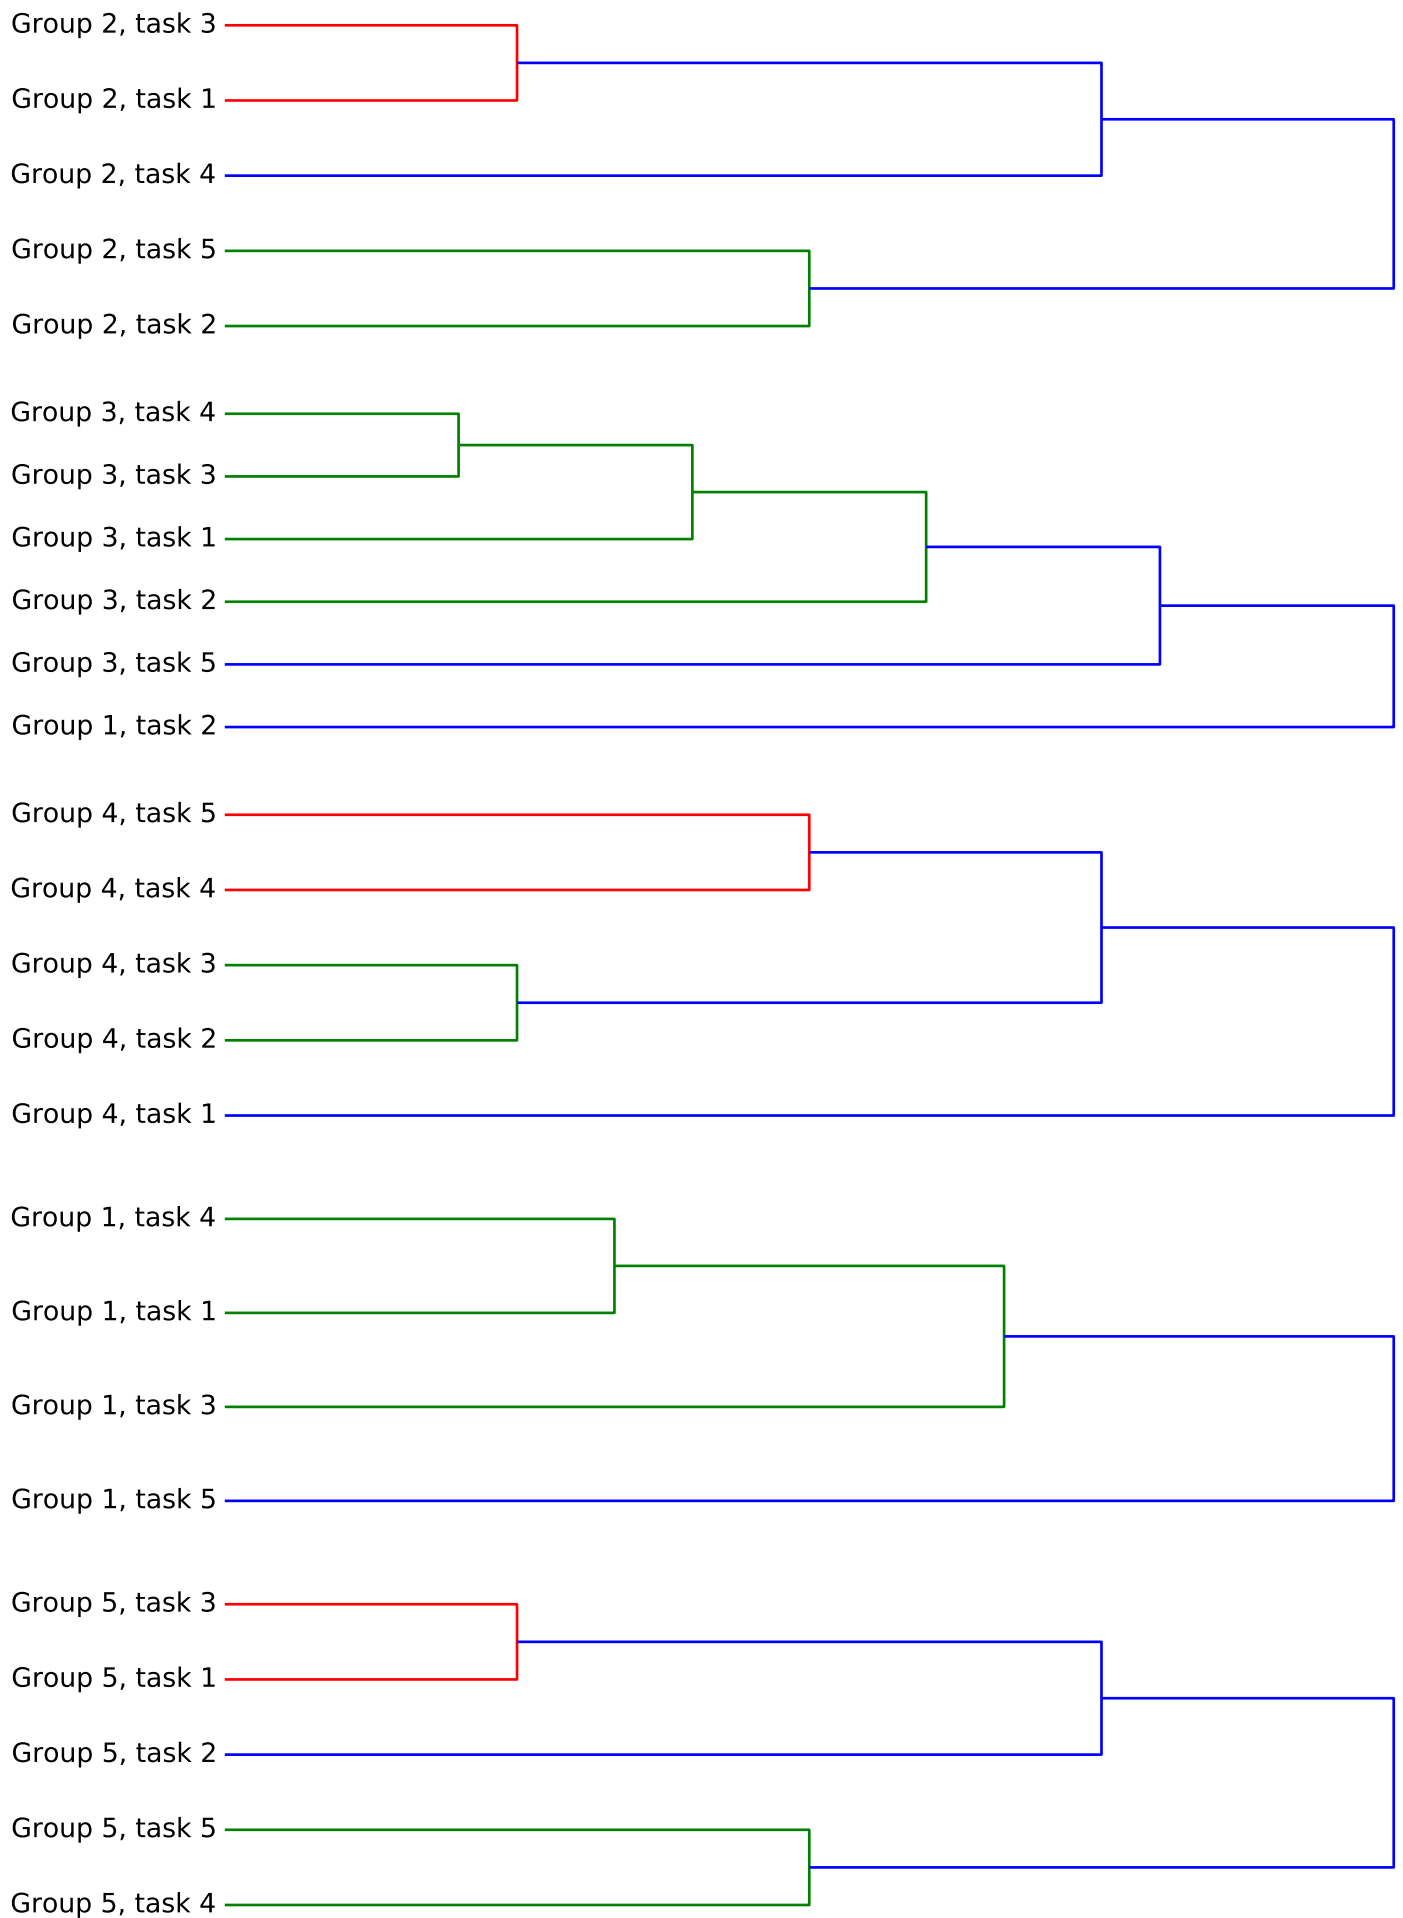 Group 2, task 3
Group 2, task 1
Group 2, task 4
Group 2, task 5
Group 2, task 2
Group 3, task 4
Group 3, task 3
Group 3, task 1
Group 3, task 2
Group 3, task 5
Group 1, task 2
Group 4, task 5
Group 4, task 4
Group 4, task 3
Group 4, task 2
Group 4, task 1
Group 1, task 4
Group 1, task 1
Group 1, task 3
Group 1, task 5
Group 5, task 3
Group 5, task 1
Group 5, task 2
Group 5, task 5
Group 5, task 4